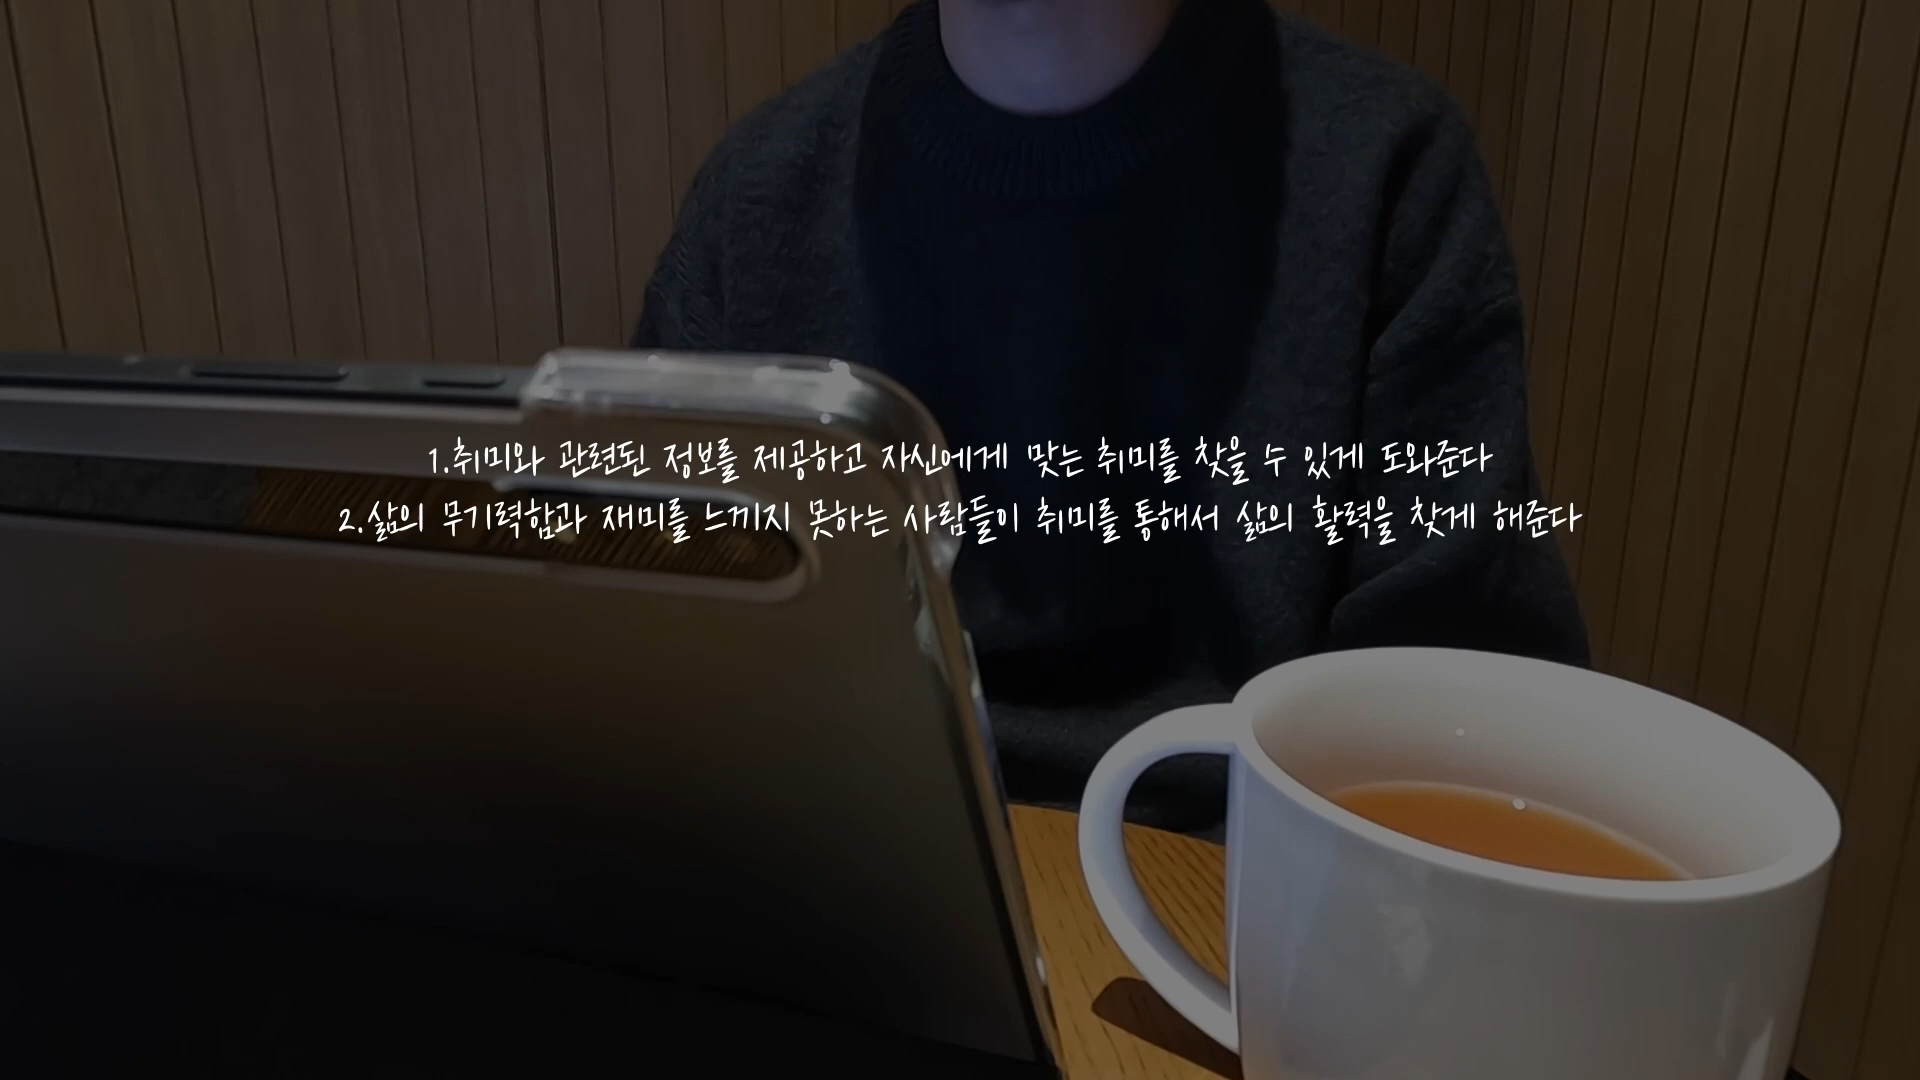 1.취미와 관련된 정보를 제공하고 자신에게 맞는 취미를 찾을 수 있게 도와준다
2.삶의 무기력함과 재미를 느끼지 못하는 사람들이 취미를 통해서 삶의 활력을 찾게 해준다